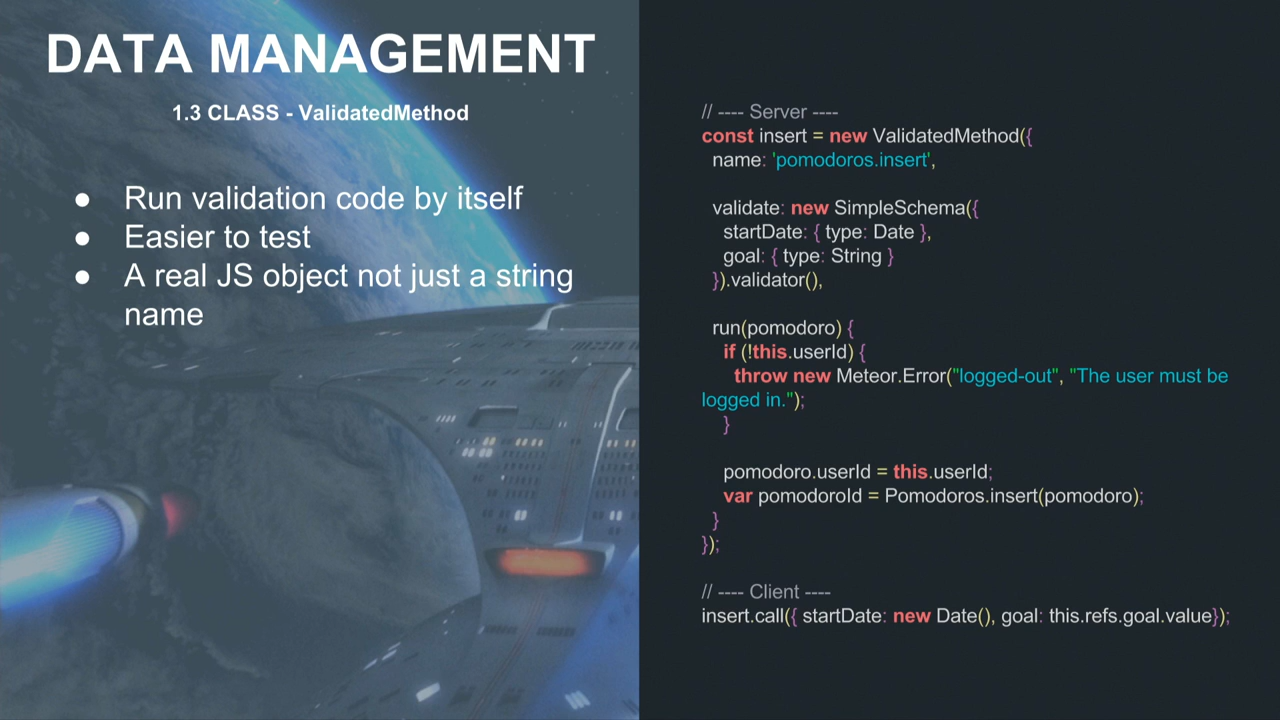 DATA MANAGEMENT
1.3 CLASS - ValidatedMethod
● Run validation code by itself
● Easier to test
● A real JS object not just a string
name
// ---- Server ----
const insert = new ValidatedMethod({
name: 'pomodoros.insert',
validate: new SimpleSchema({
startDate: { type: Date },
goal: { type: String }
}).validator(),
run(pomodoro) {
if (!this.userId) {
throw new Meteor.Error("logged-out", "The user must be
logged in.");
}
pomodoro.userId = this.userId;
var pomodoroId = Pomodoros.insert(pomodoro);
}
});
// ---- Client ----
insert.call({ startDate: new Date(), goal: this.refs.goal.value});